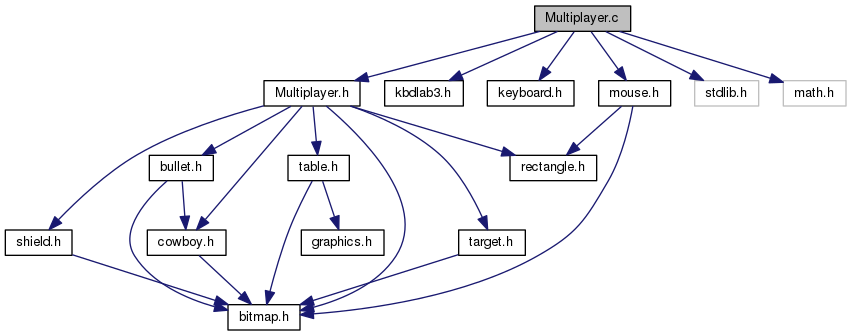 Multiplayer.c
Multiplayer.h
kbdlab3.h
keyboard.h
mouse.h
stdlib.h
math.h
bullet.h
table.h
rectangle.h
shield.h
cowboy.h
graphics.h
target.h
bitmap.h